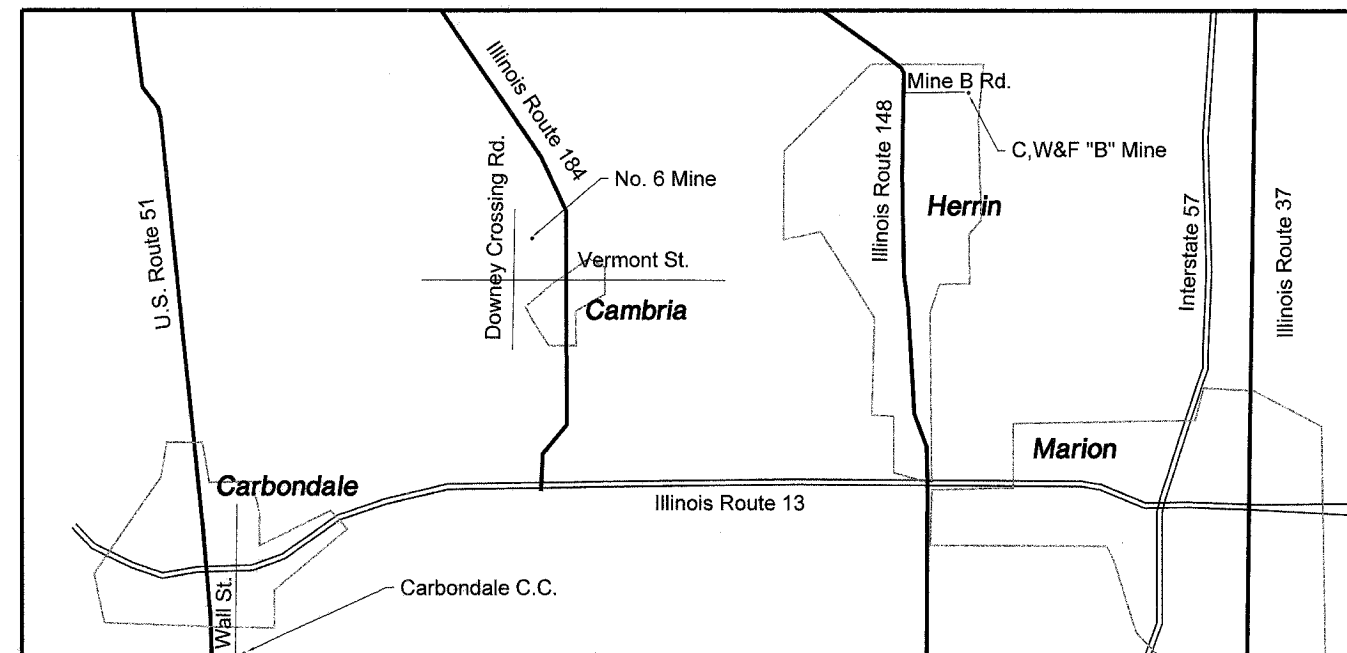 Illinois Route 184
Mine B Rd.
C,W&F "B" Mine
Illinois Route 148
Downey Crossing Rd.
No. 6 Mine
Herrin
U.S. Route 51
Vermont St.
Cambria
Interstate 57
Illinois Route 37
Marion
Carbondale
Illinois Route 13
Wall St.
Carbondale C.C.